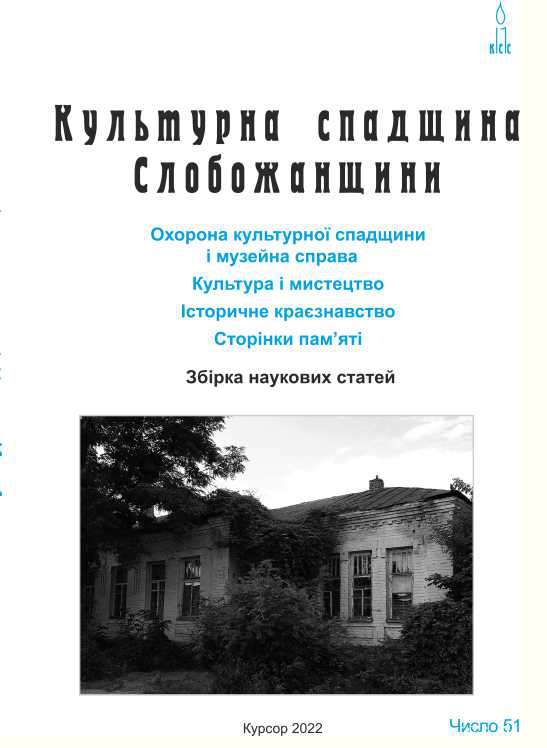 ксс
Культурна спадщина
Слобожанщини
Охорона культурної спадщини
і музейна справа
Культура і мистецтво
Історичне краєзнавство
Сторінки пам’яті
Збірка наукових статей
Курсор 2022
Число 51